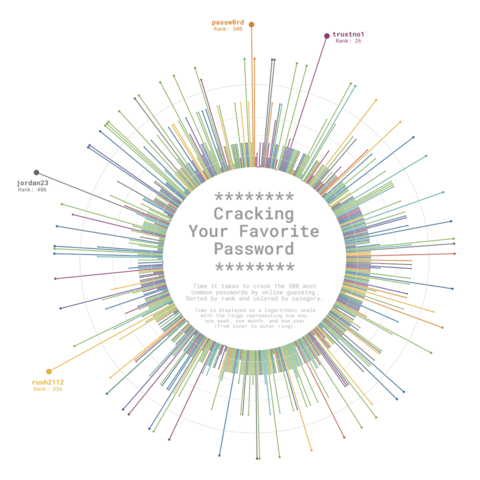 passw0rd
Rank: 500
trustno1
Rank: 26
jordan23
Rank: 406
********
Cracking
Your Favorite
Password
********
Time it takes to crack the 500 most
common passwords by online guessing.
Sorted by rank and colored by category.
Time is displayed on a logarithmic scale
with the rings representing one day,
one week, one month, and one year
(from inner to outer ring)
rush2112
Rank: 336